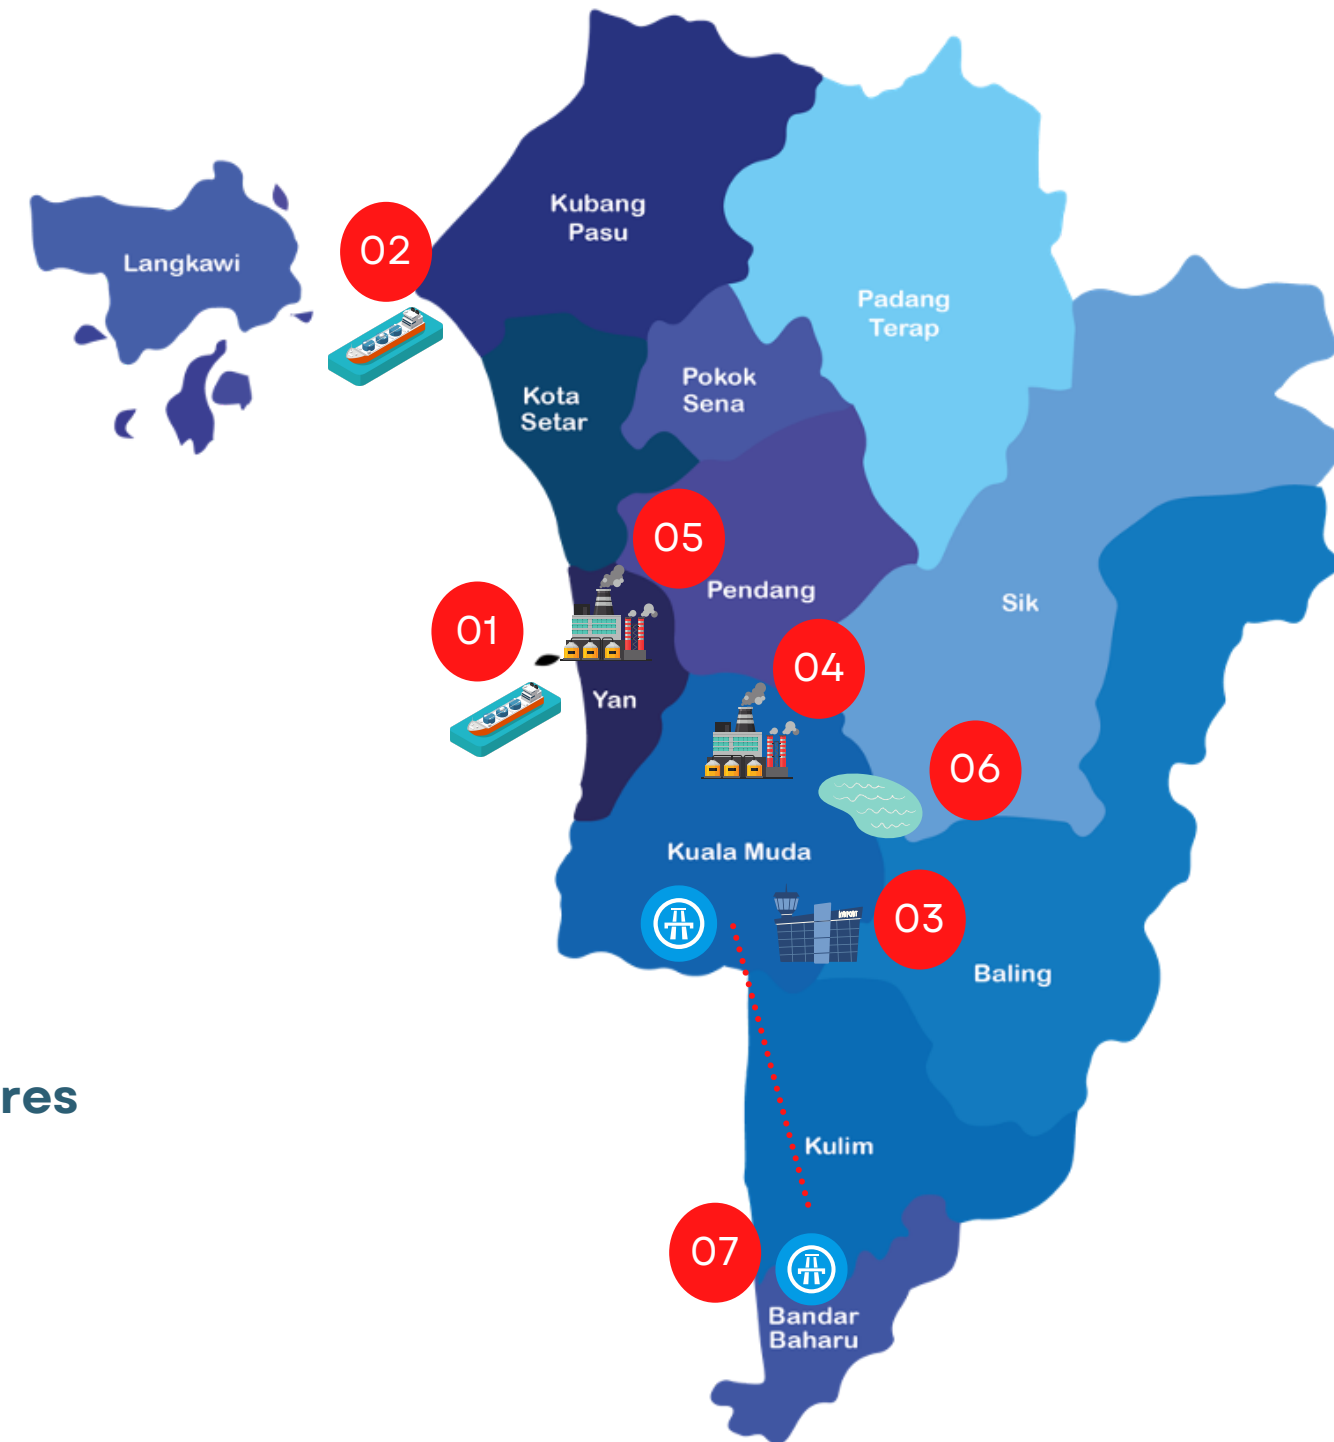 Kubang
Pasu
02
Langkawi
Padang
Terap
Pokok
Sena
Kota
Setar
05
Pendang
Sik
01
04
Yan
06
Kuala Muda
AIRPORT
03
Baling
res
Kulim
07
Bandar
Baharu